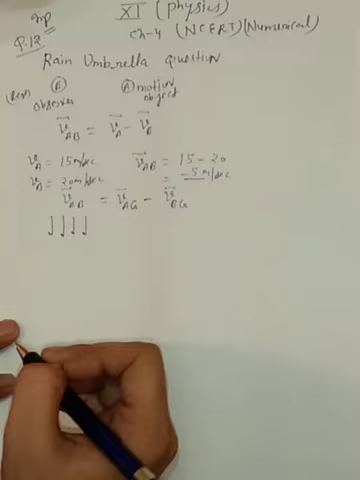 Imp XI (Physics)
Q.12 Ch-4 (NCERT)(Numerical)
Rain Umbrella Question
B A motion
observer object
v⃗AB = v⃗A - v⃗B
vA = 15 m/sec v⃗AB = 15 - 20
vB = 20 m/sec = -5 m/sec
v⃗AB = v⃗AG - v⃗BG